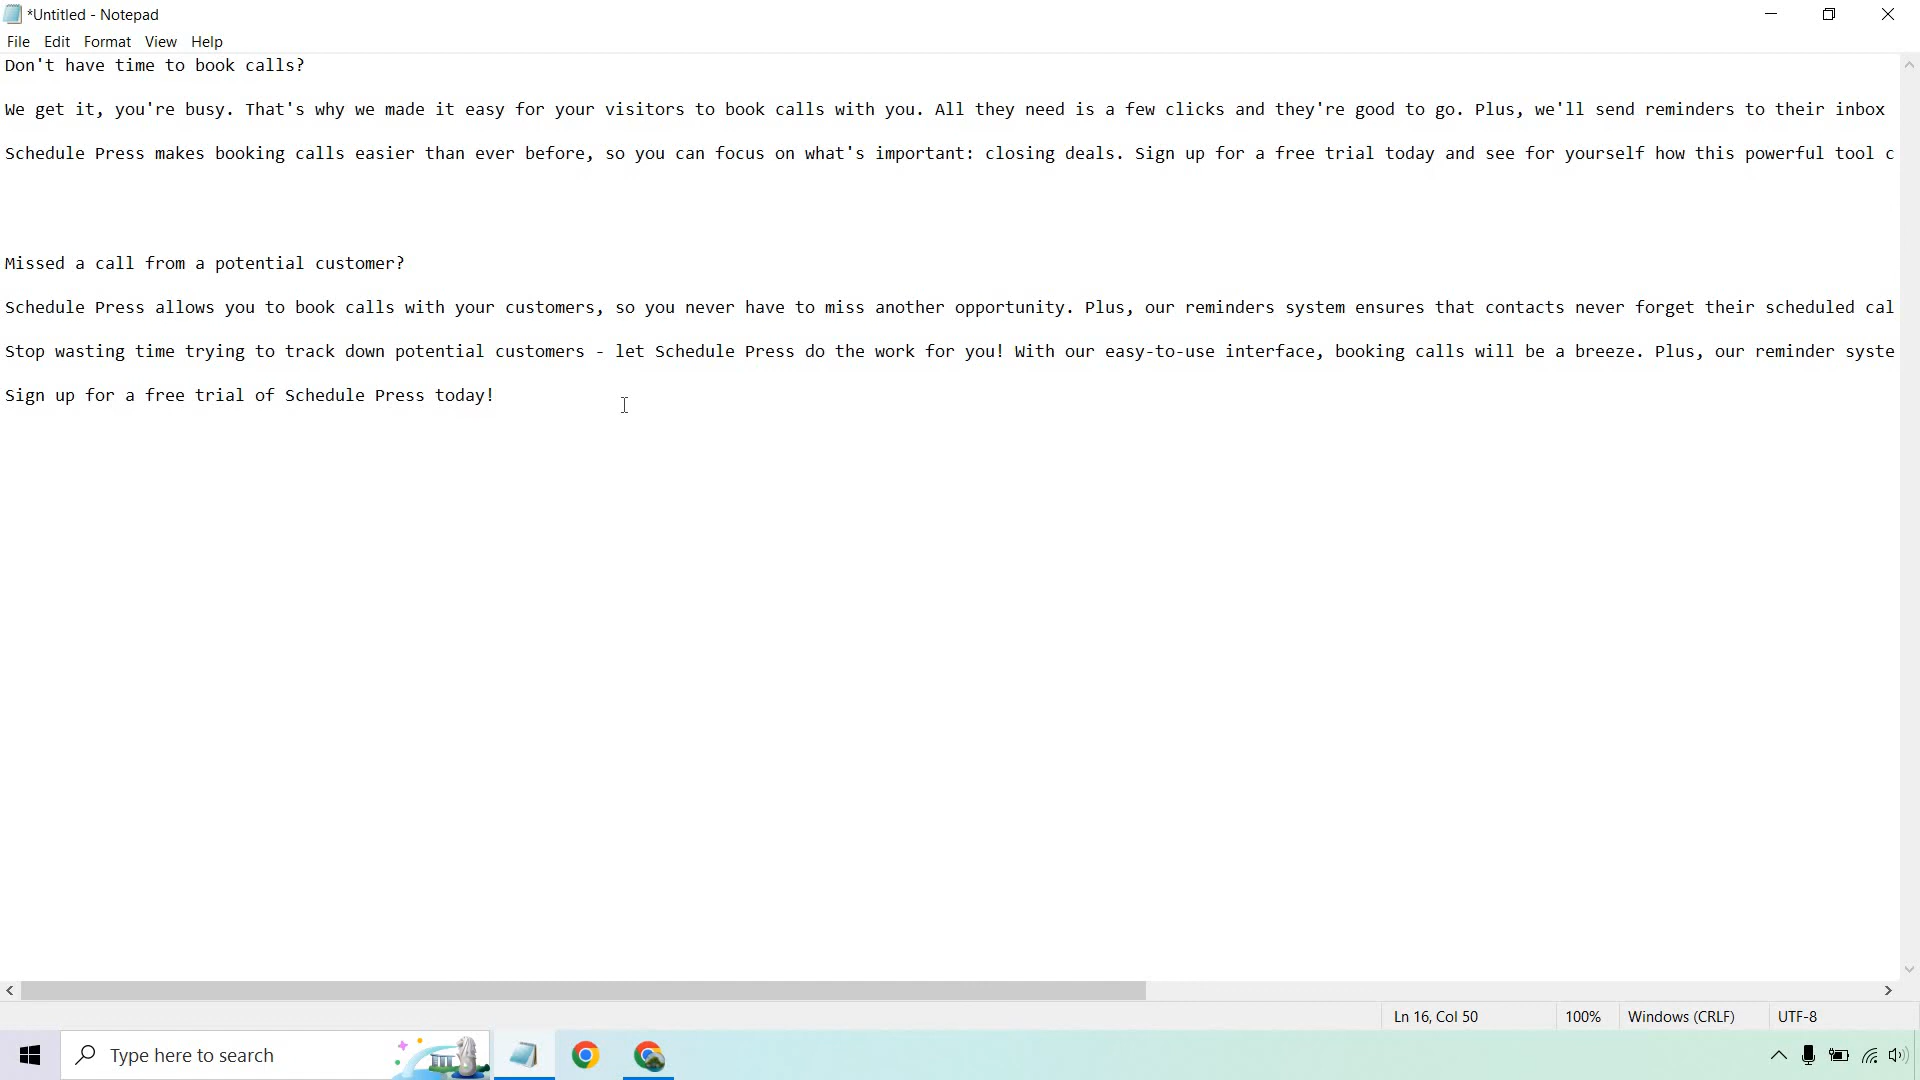 *Untitled - Notepad
File Edit Format View Help
Don't have time to book calls?
We get it, you're busy. That's why we made it easy for your visitors to book calls with you. All they need is a few clicks and they're good to go. Plus, we'll send reminders to their inbox
Schedule Press makes booking calls easier than ever before, so you can focus on what's important: closing deals. Sign up for a free trial today and see for yourself how this powerful tool c
Missed a call from a potential customer?
Schedule Press allows you to book calls with your customers, so you never have to miss another opportunity. Plus, our reminders system ensures that contacts never forget their scheduled cal
Stop wasting time trying to track down potential customers - let Schedule Press do the work for you! With our easy-to-use interface, booking calls will be a breeze. Plus, our reminder syste
Sign up for a free trial of Schedule Press today!
Ln 16, Col 50 100% Windows (CRLF) UTF-8
Type here to search